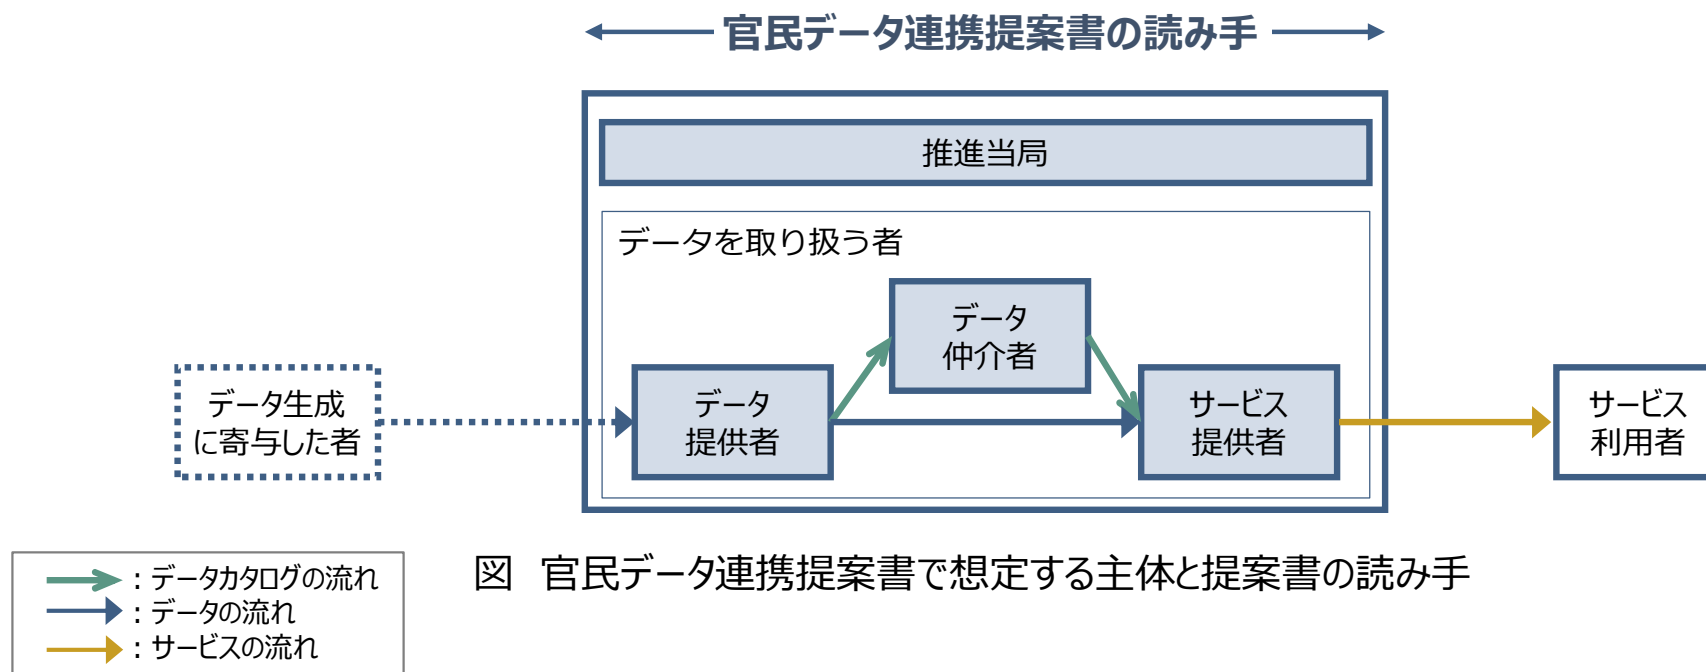 官民データ連携提案書の読み手
推進当局
データを取り扱う者
データ
仲介者
データ生成
に寄与した者
データ
提供者
サービス
提供者
サービス
利用者
図 官民データ連携提案書で想定する主体と提案書の読み手
：データカタログの流れ
：データの流れ
：サービスの流れ